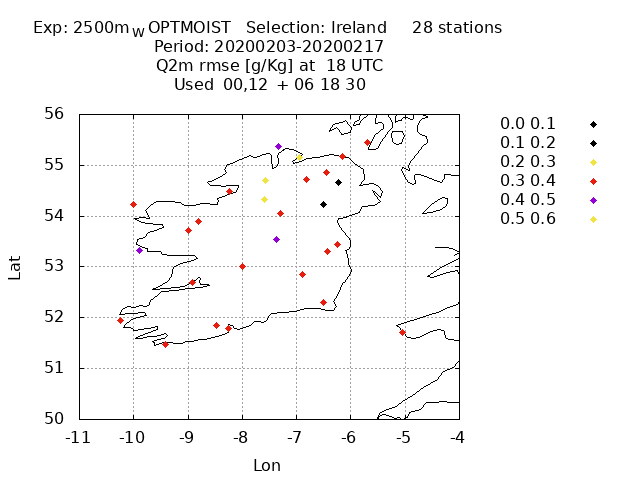 Exp: 2500m_W OPTMOIST Selection: Ireland 28 stations
Period: 20200203-20200217
Q2m rmse [g/Kg] at 18 UTC
Used 00,12 + 06 18 30
56
55
54
53
52
51
50
-11 -10 -9 -8 -7 -6 -5 -4
Lat
Lon
0.0 0.1
0.1 0.2
0.2 0.3
0.3 0.4
0.4 0.5
0.5 0.6